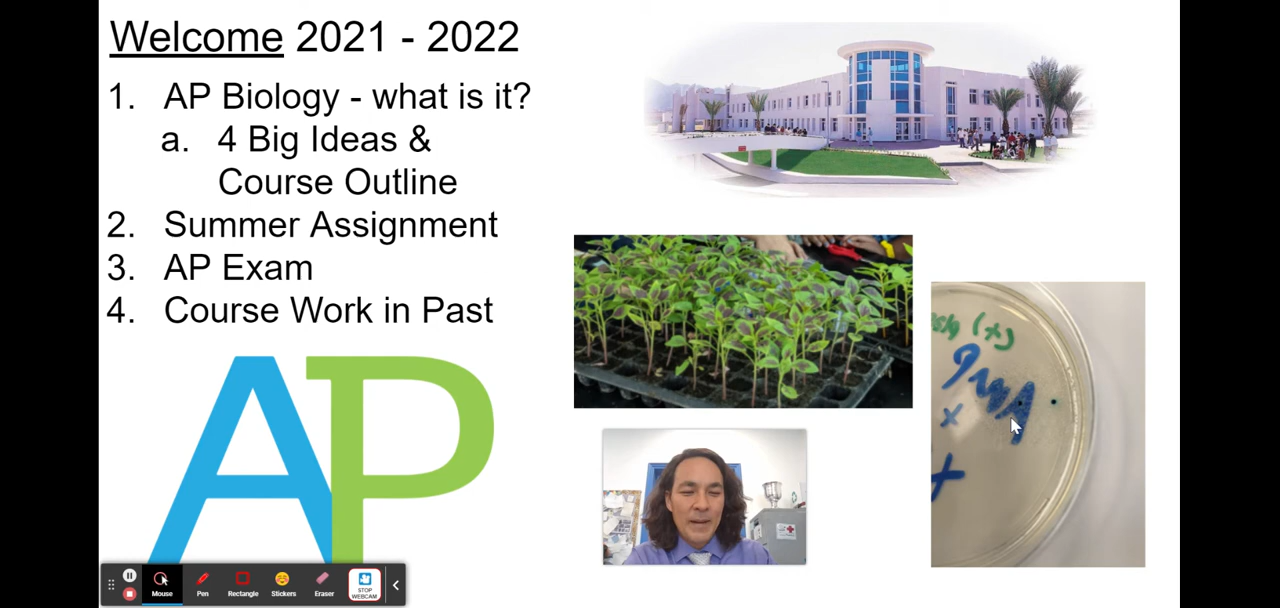 Welcome 2021 - 2022
1. AP Biology - what is it?
a. 4 Big Ideas &
Course Outline
2. Summer Assignment
3. AP Exam
4. Course Work in Past
AP
(+)
+
Mouse
Pen
Rectangle
Stickers
Eraser
STOP
WEBCAM